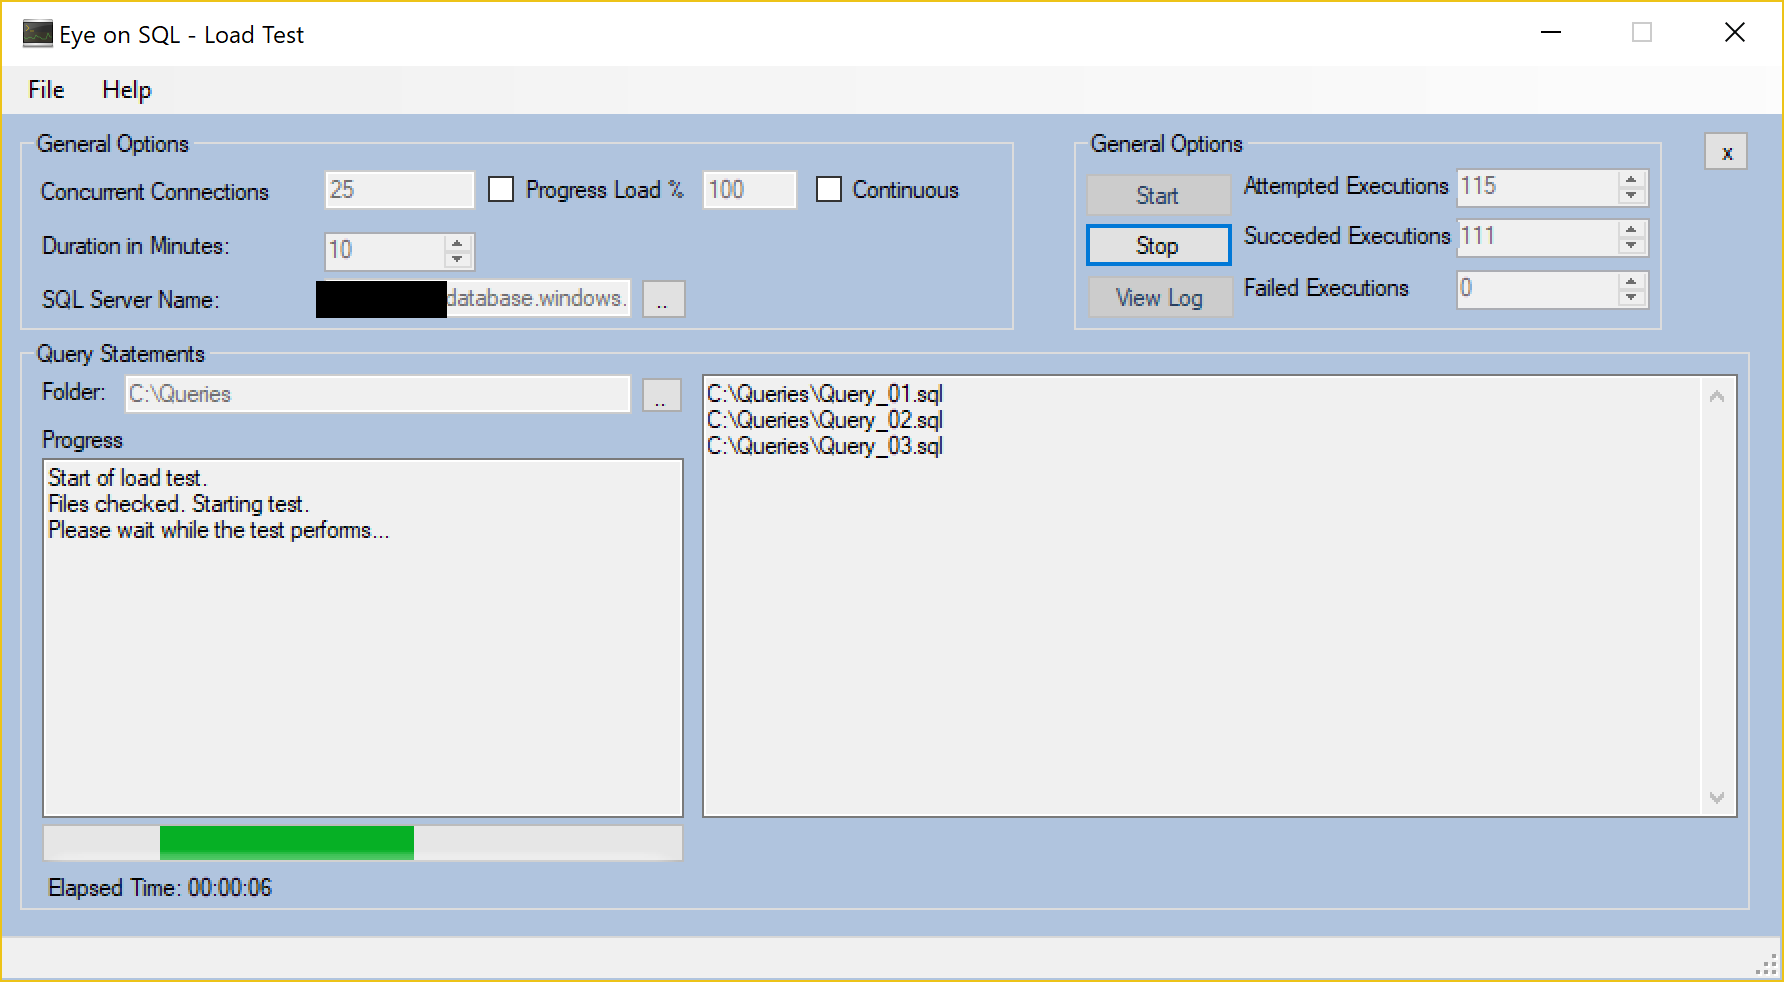 Eye on SQL - Load Test
File Help
General Options
Concurrent Connections 25 Progress Load % 100 Continuous
Duration in Minutes: 10
SQL Server Name: database.windows. ..
General Options
Start Attempted Executions 115
Stop Succeded Executions 111
View Log Failed Executions 0
x
Query Statements
Folder: C:\Queries ..
Progress
Start of load test.
Files checked. Starting test.
Please wait while the test performs...
C:\Queries\Query_01.sql
C:\Queries\Query_02.sql
C:\Queries\Query_03.sql
Elapsed Time: 00:00:06